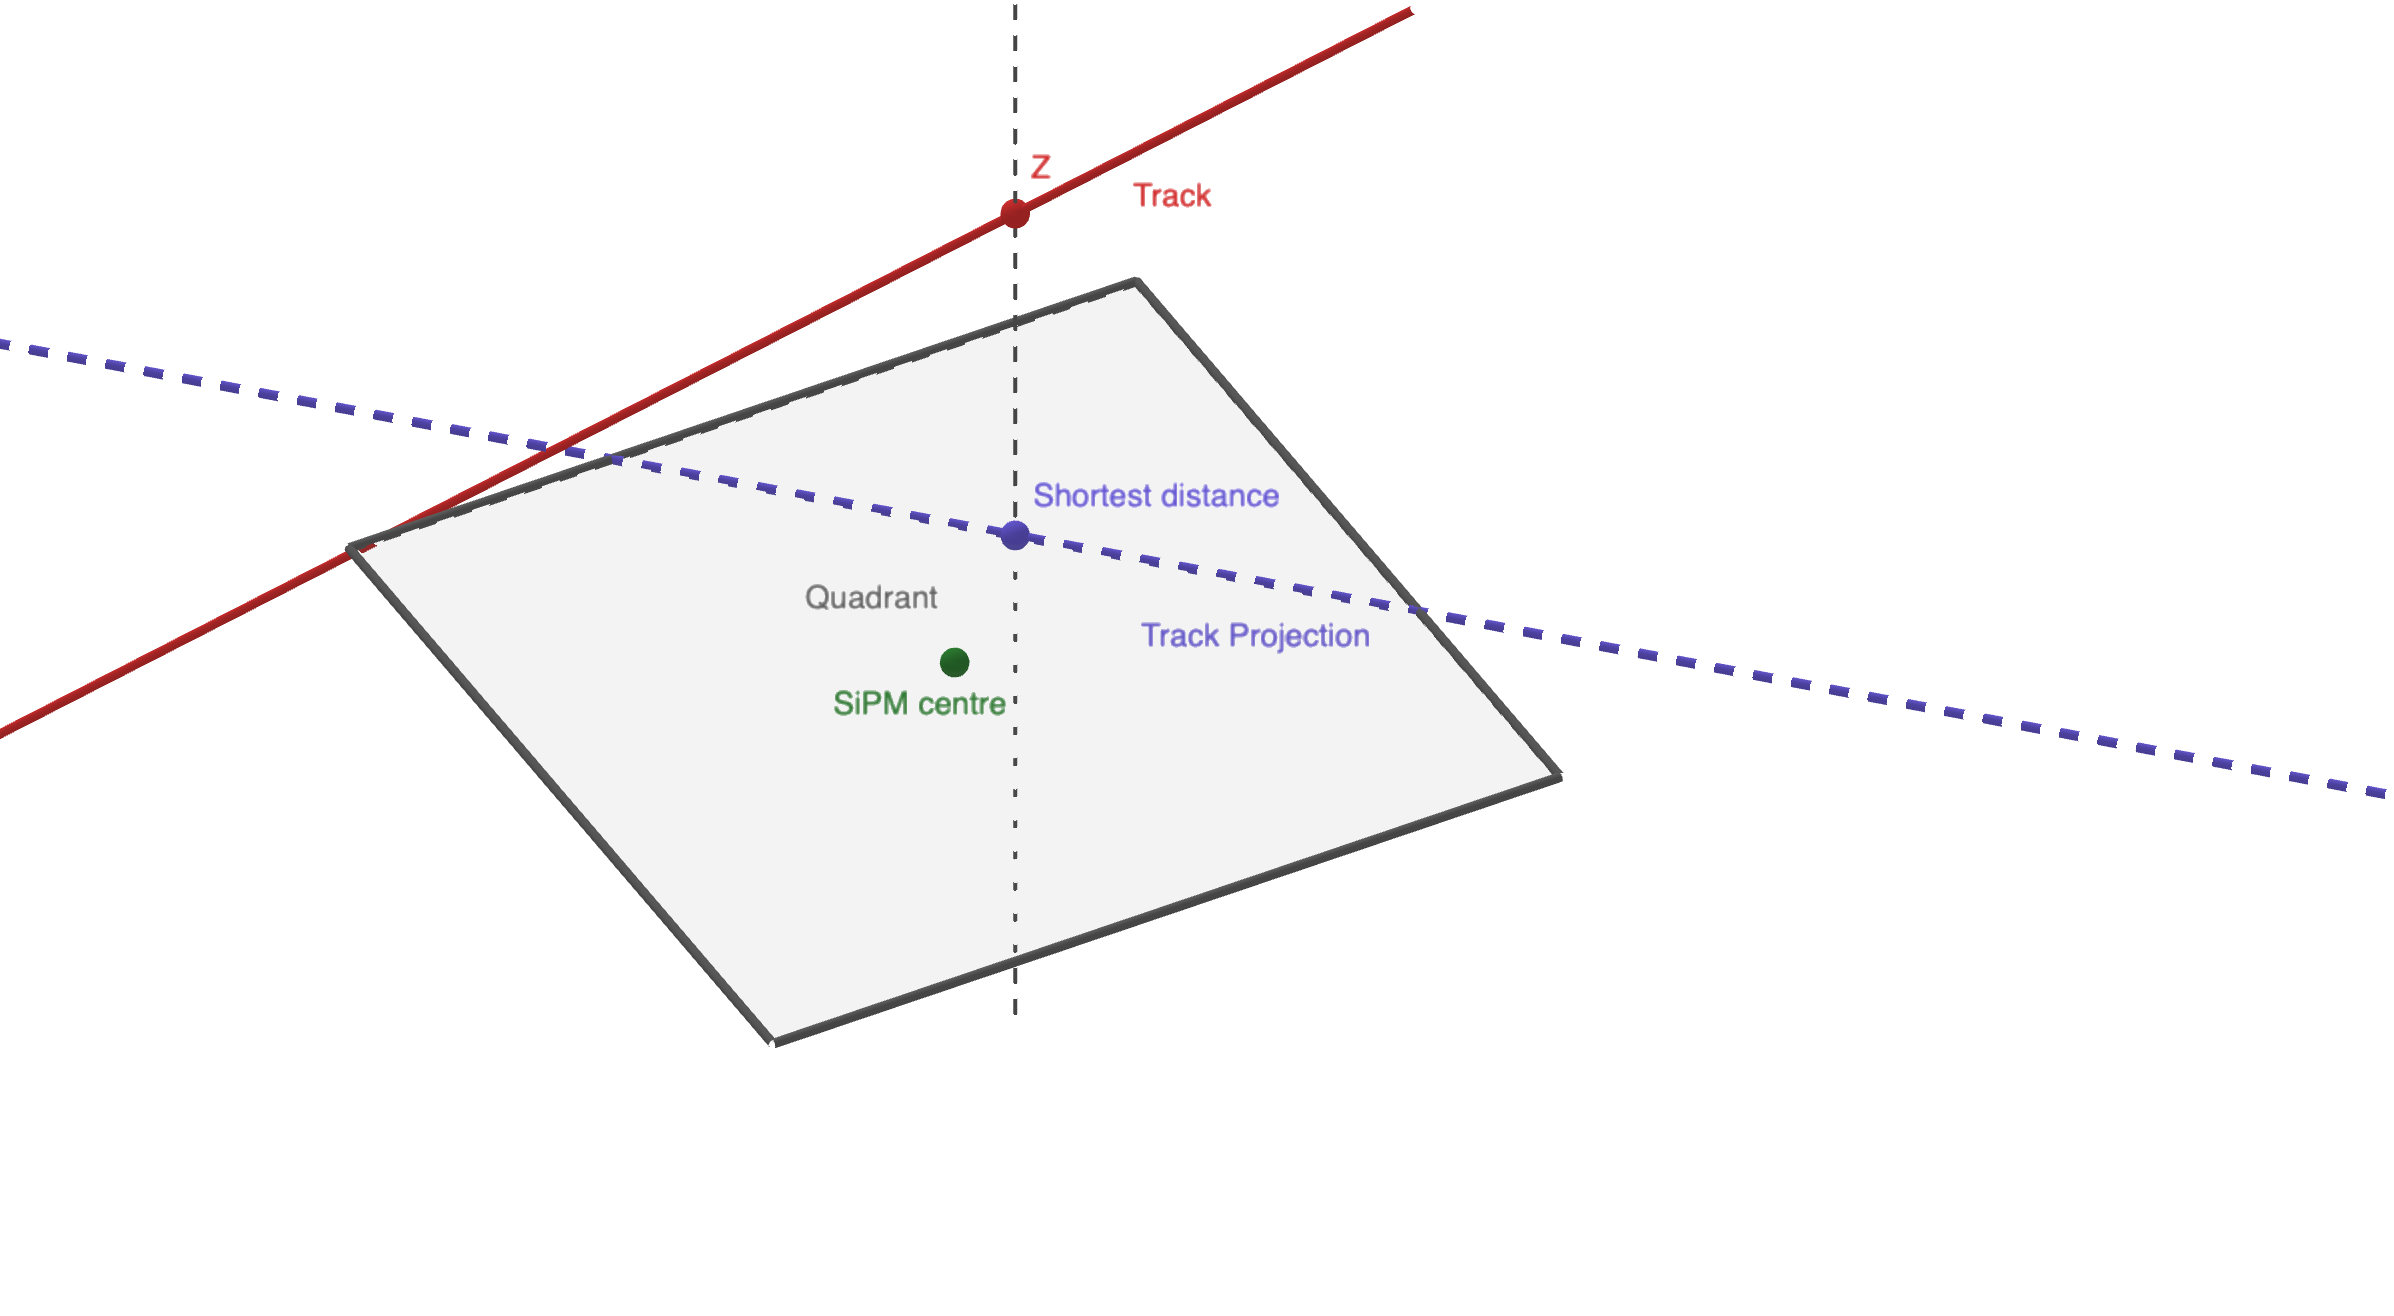 Z
Track
Shortest distance
Quadrant
Track Projection
SiPM centre